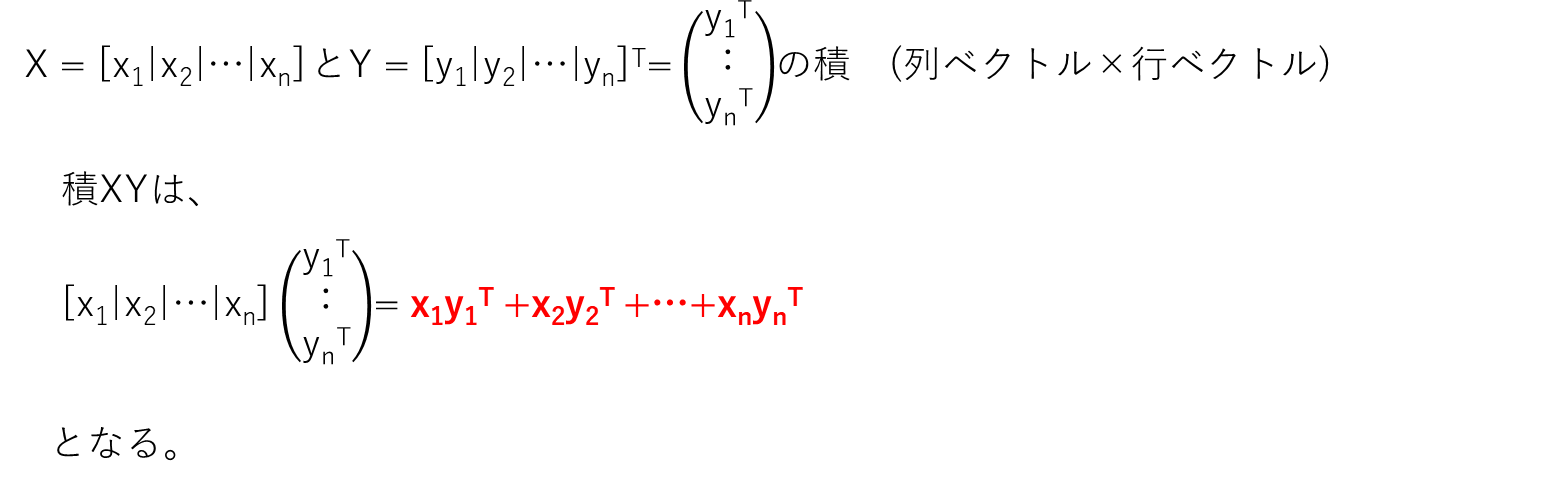 X = [x₁|x₂|⋯|xₙ] とY = [y₁|y₂|⋯|yₙ]ᵀ= (y₁ᵀ ⋮ yₙᵀ) の積　(列ベクトル×行ベクトル)
積XYは、
[x₁|x₂|⋯|xₙ] (y₁ᵀ ⋮ yₙᵀ) = x₁y₁ᵀ +x₂y₂ᵀ +⋯+xₙyₙᵀ
となる。